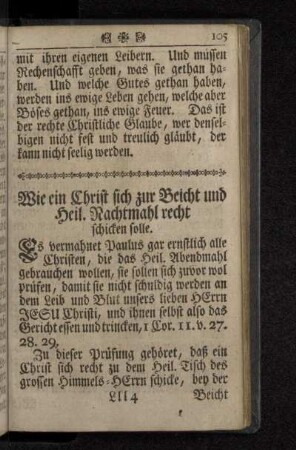 105
mit ihren eigenen Leibern. Und müssen
Rechenschafft geben, was sie gethan ha-
ben. Und welche Gutes gethan haben,
werden ins ewige Leben gehen, welche aber
Böses gethan, ins ewige Feuer. Das ist
der rechte Christliche Glaube, wer densel-
bigen nicht fest und treulich gläubt, der
kann nicht seelig werden.
Wie ein Christ sich zur Beicht und
Heil. Nachtmahl recht
schicken solle.
Es vermahnet Paulus gar ernstlich alle
Christen, die das Heil. Abendmahl
gebrauchen wollen, sie sollen sich zuvor wol
prüfen, damit sie nicht schuldig werden an
dem Leib und Blut unsers lieben HErrn
JESU Christi, und ihnen selbst also das
Gericht essen und trincken, 1 Cor. 11. v. 27.
28. 29.
Zu dieser Prüfung gehöret, daß ein
Christ sich recht zu dem Heil. Tisch des
grossen Himmels-HErrn schicke, bey der
Lll 4 Beicht